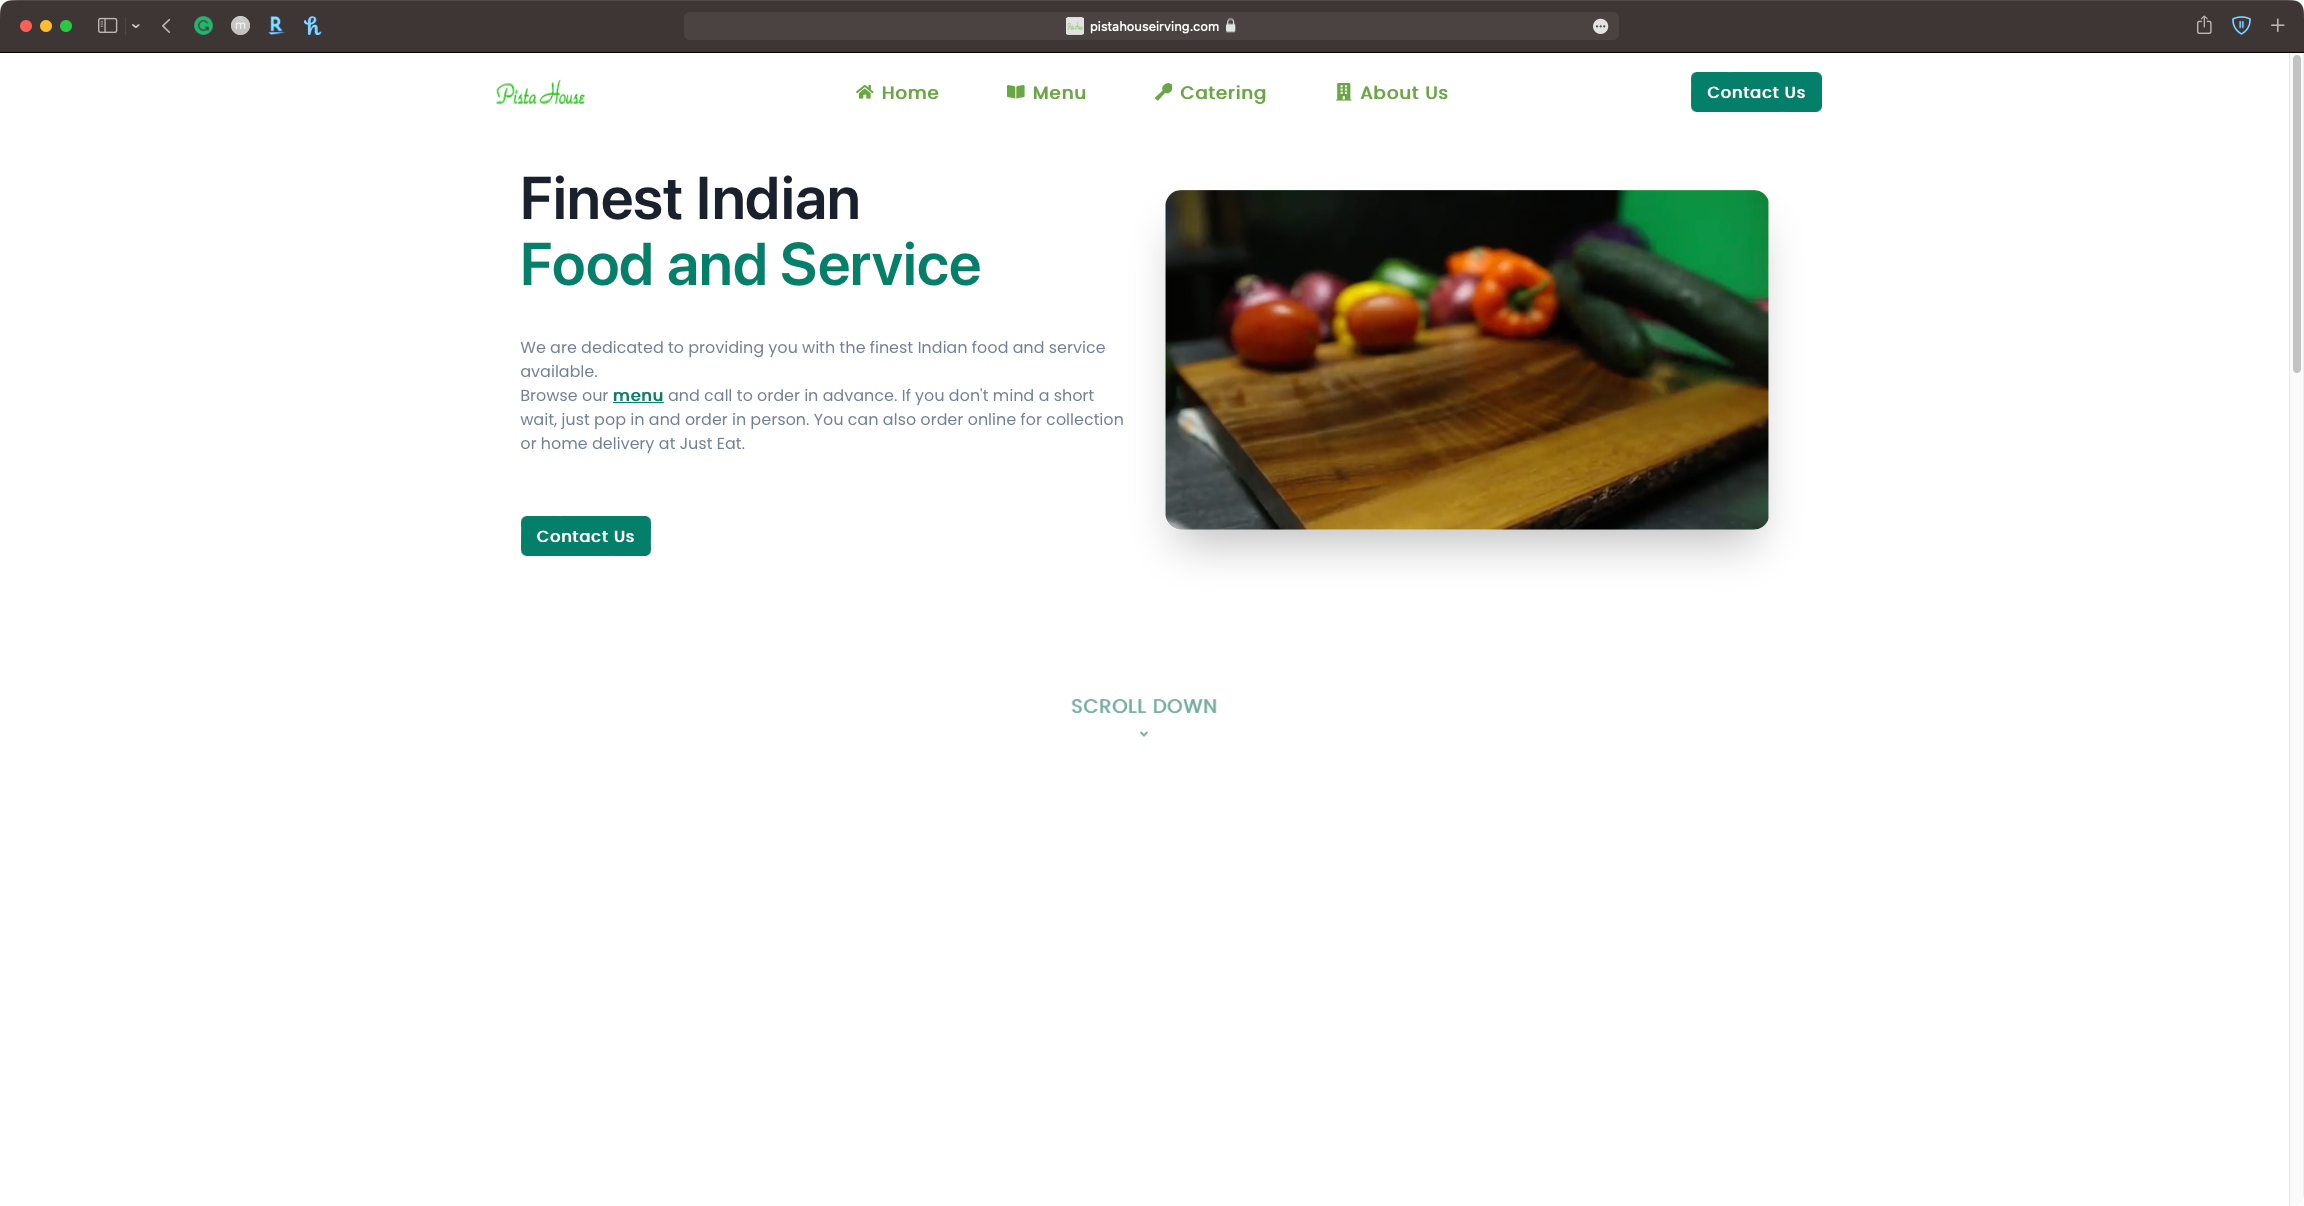 pistahouseirving.com
Pista House
Home
Menu
Catering
About Us
Contact Us
Finest Indian
Food and Service
We are dedicated to providing you with the finest Indian food and service
available.
Browse our menu and call to order in advance. If you don't mind a short
wait, just pop in and order in person. You can also order online for collection
or home delivery at Just Eat.
Contact Us
SCROLL DOWN